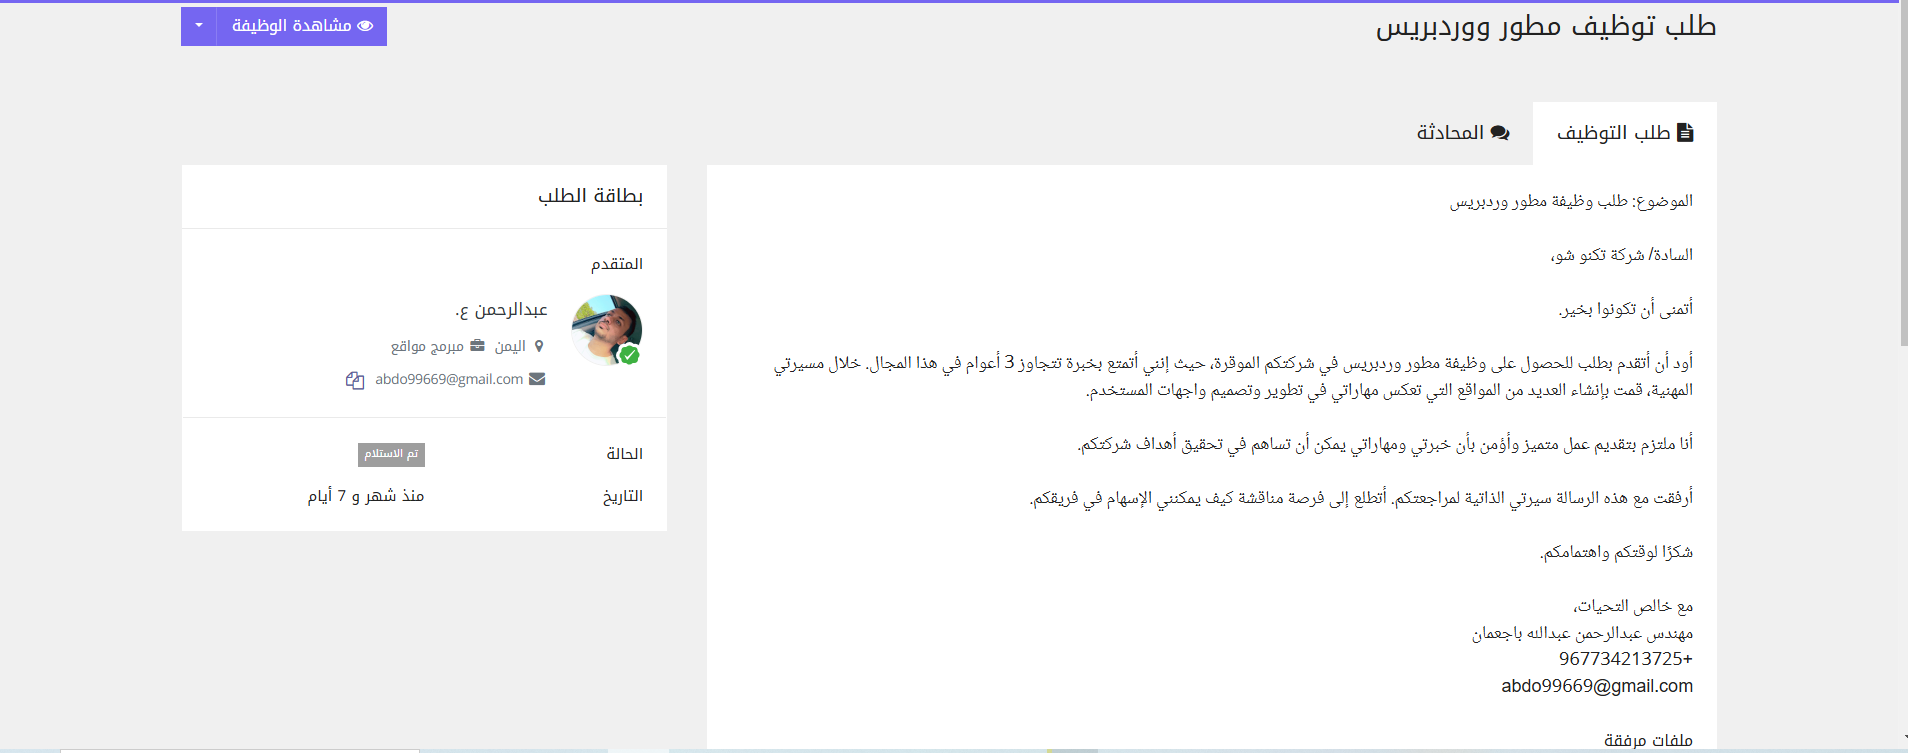 طلب توظيف مطور ووردبريس
مشاهدة الوظيفة
طلب التوظيف
المحادثة
الموضوع: طلب وظيفة مطور وردبريس
السادة/ شركة تكنو شو،
أتمنى أن تكونوا بخير.
أود أن أتقدم بطلب للحصول على وظيفة مطور وردبريس في شركتكم الموقرة، حيث إنني أتمتع بخبرة تتجاوز 3 أعوام في هذا المجال. خلال مسيرتي
المهنية، قمت بإنشاء العديد من المواقع التي تعكس مهاراتي في تطوير وتصميم واجهات المستخدم.
أنا ملتزم بتقديم عمل متميز وأؤمن بأن خبرتي ومهاراتي يمكن أن تساهم في تحقيق أهداف شركتكم.
أرفقت مع هذه الرسالة سيرتي الذاتية لمراجعتكم. أتطلع إلى فرصة مناقشة كيف يمكنني الإسهام في فريقكم.
شكرًا لوقتكم واهتمامكم.
مع خالص التحيات،
مهندس عبدالرحمن عبدالله باجعمان
967734213725+
abdo99669@gmail.com
ملفات مرفقة
بطاقة الطلب
المتقدم
عبدالرحمن ع.
اليمن مبرمج مواقع
abdo99669@gmail.com
الحالة تم الاستلام
التاريخ منذ شهر و 7 أيام